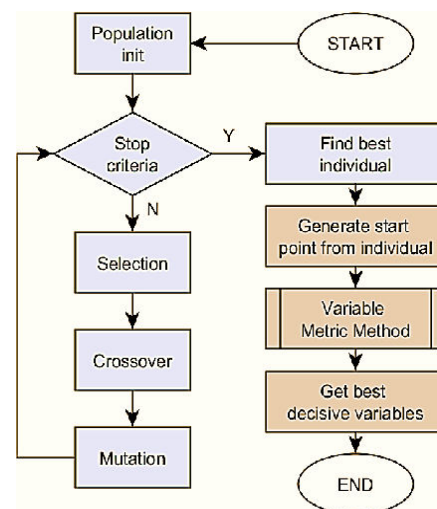 START
Population
init
Stop
criteria
Y
N
Selection
Crossover
Mutation
Find best
individual
Generate start
point from individual
Variable
Metric Method
Get best
decisive variables
END